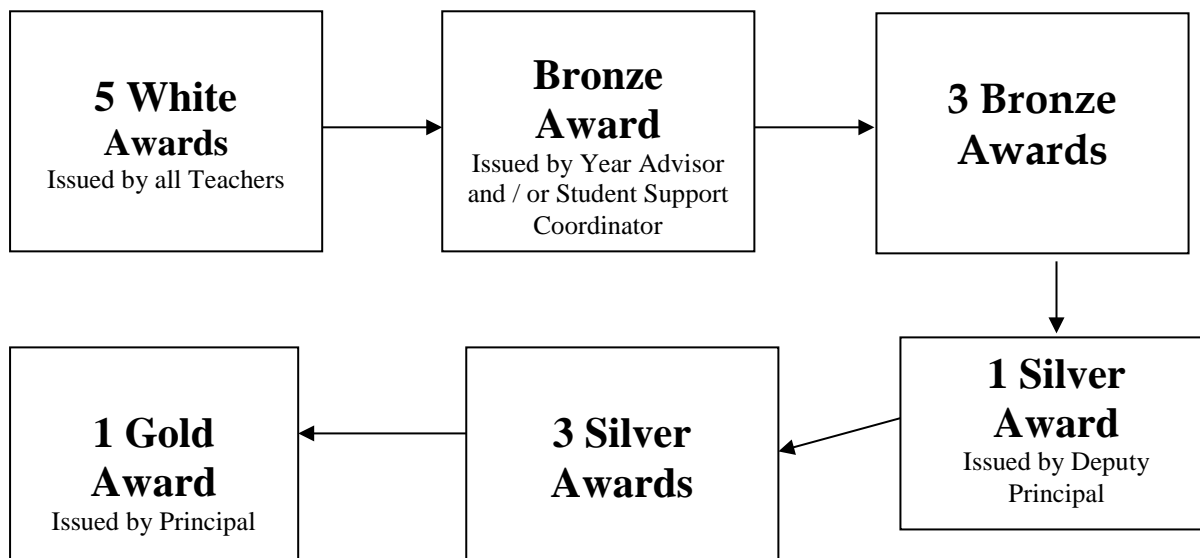 5 White
Awards
Issued by all Teachers
Bronze
Award
Issued by Year Advisor
and / or Student Support
Coordinator
3 Bronze
Awards
1 Silver
Award
Issued by Deputy
Principal
3 Silver
Awards
1 Gold
Award
Issued by Principal